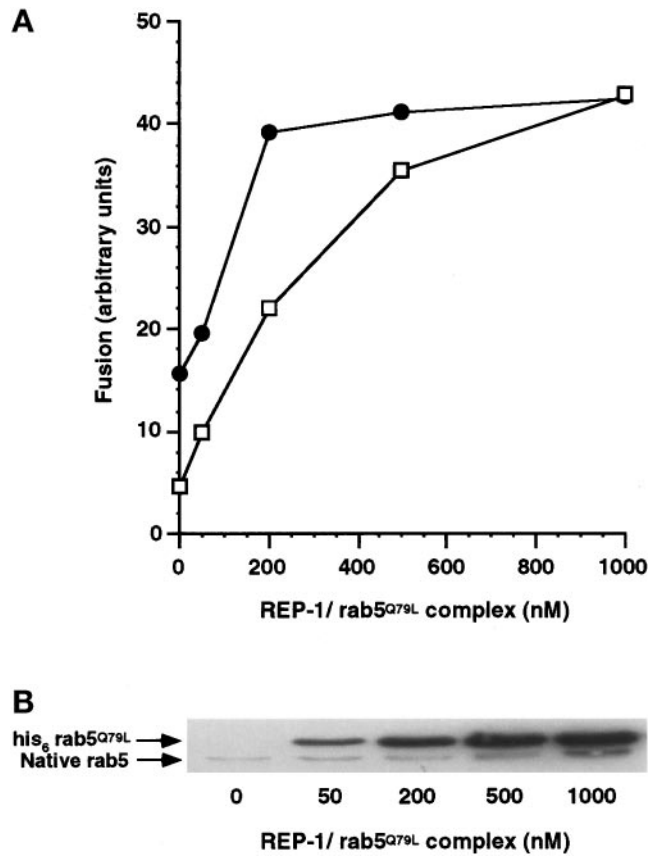 A
50
40
30
20
10
0
Fusion (arbitrary units)
0 200 400 600 800 1000
REP-1/ rab5Q79L complex (nM)
B
his6 rab5Q79L
Native rab5
0 50 200 500 1000
REP-1/ rab5Q79L complex (nM)